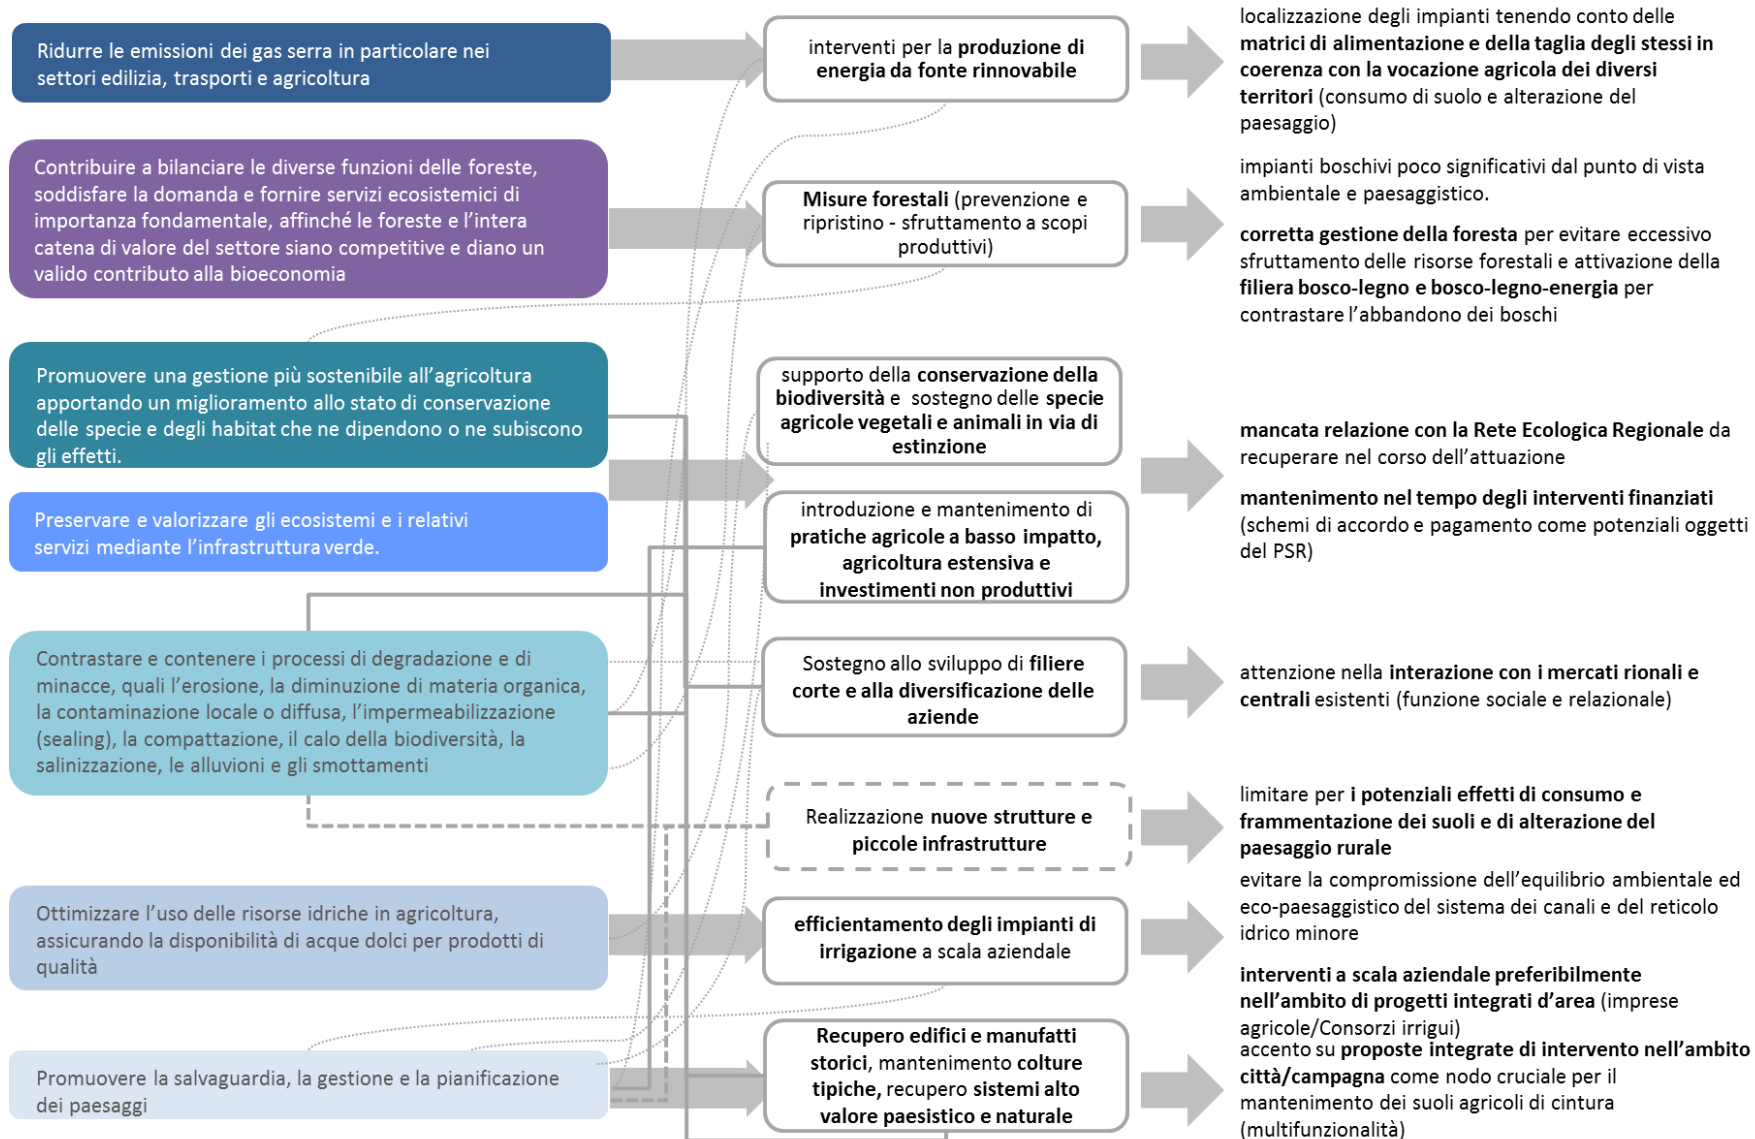 Ridurre le emissioni dei gas serra in particolare nei
settori edilizia, trasporti e agricoltura
interventi per la produzione di
energia da fonte rinnovabile
localizzazione degli impianti tenendo conto delle
matrici di alimentazione e della taglia degli stessi in
coerenza con la vocazione agricola dei diversi
territori (consumo di suolo e alterazione del
paesaggio)
Contribuire a bilanciare le diverse funzioni delle foreste,
soddisfare la domanda e fornire servizi ecosistemici di
importanza fondamentale, affinché le foreste e l'intera
catena di valore del settore siano competitive e diano un
valido contributo alla bioeconomia
Misure forestali (prevenzione e
ripristino - sfruttamento a scopi
produttivi)
impianti boschivi poco significativi dal punto di vista
ambientale e paesaggistico.
corretta gestione della foresta per evitare eccessivo
sfruttamento delle risorse forestali e attivazione della
filiera bosco-legno e bosco-legno-energia per
contrastare l'abbandono dei boschi
Promuovere una gestione più sostenibile all'agricoltura
apportando un miglioramento allo stato di conservazione
delle specie e degli habitat che ne dipendono o ne subiscono
gli effetti.
Preservare e valorizzare gli ecosistemi e i relativi
servizi mediante l'infrastruttura verde.
supporto della conservazione della
biodiversità e sostegno delle specie
agricole vegetali e animali in via di
estinzione
introduzione e mantenimento di
pratiche agricole a basso impatto,
agricoltura estensiva e
investimenti non produttivi
mancata relazione con la Rete Ecologica Regionale da
recuperare nel corso dell'attuazione
mantenimento nel tempo degli interventi finanziati
(schemi di accordo e pagamento come potenziali oggetti
del PSR)
Contrastare e contenere i processi di degradazione e di
minacce, quali l'erosione, la diminuzione di materia organica,
la contaminazione locale o diffusa, l'impermeabilizzazione
(sealing), la compattazione, il calo della biodiversità, la
salinizzazione, le alluvioni e gli smottamenti
Sostegno allo sviluppo di filiere
corte e alla diversificazione delle
aziende
attenzione nella interazione con i mercati rionali e
centrali esistenti (funzione sociale e relazionale)
Realizzazione nuove strutture e
piccole infrastrutture
limitare per i potenziali effetti di consumo e
frammentazione dei suoli e di alterazione del
paesaggio rurale
Ottimizzare l'uso delle risorse idriche in agricoltura,
assicurando la disponibilità di acque dolci per prodotti di
qualità
efficientamento degli impianti di
irrigazione a scala aziendale
evitare la compromissione dell'equilibrio ambientale ed
eco-paesaggistico del sistema dei canali e del reticolo
idrico minore
interventi a scala aziendale preferibilmente
nell'ambito di progetti integrati d'area (imprese
agricole/Consorzi irrigui)
Promuovere la salvaguardia, la gestione e la pianificazione
dei paesaggi
Recupero edifici e manufatti
storici, mantenimento colture
tipiche, recupero sistemi alto
valore paesistico e naturale
accento su proposte integrate di intervento nell'ambito
città/campagna come nodo cruciale per il
mantenimento dei suoli agricoli di cintura
(multifunzionalità)